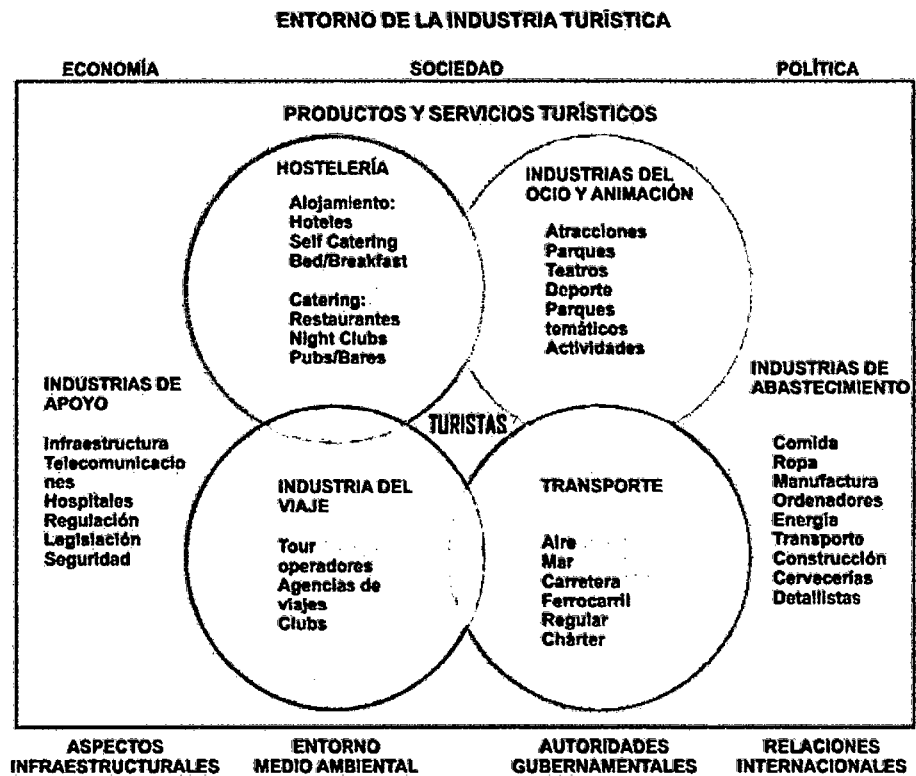 ENTORNO DE LA INDUSTRIA TURÍSTICA
ECONOMÍA
SOCIEDAD
POLÍTICA
PRODUCTOS Y SERVICIOS TURÍSTICOS
HOSTELERÍA
Alojamiento:
Hoteles
Self Catering
Bed/Breakfast
Catering:
Restaurantes
Night Clubs
Pubs/Bares
INDUSTRIAS DEL
OCIO Y ANIMACIÓN
Atracciones
Parques
Teatros
Deporte
Parques
temáticos
Actividades
INDUSTRIAS DE
APOYO
Infraestructura
Telecomunicacio
nes
Hospitales
Regulación
Legislación
Seguridad
TURISTAS
INDUSTRIAS DE
ABASTECIMIENTO
Comida
Ropa
Manufactura
Ordenadores
Energía
Transporte
Construcción
Cervecerías
Detallistas
INDUSTRIA DEL
VIAJE
Tour
operadores
Agencias de
viajes
Clubs
TRANSPORTE
Aire
Mar
Carretera
Ferrocarril
Regular
Chárter
ASPECTOS
INFRAESTRUCTURALES
ENTORNO
MEDIO AMBIENTAL
AUTORIDADES
GUBERNAMENTALES
RELACIONES
INTERNACIONALES